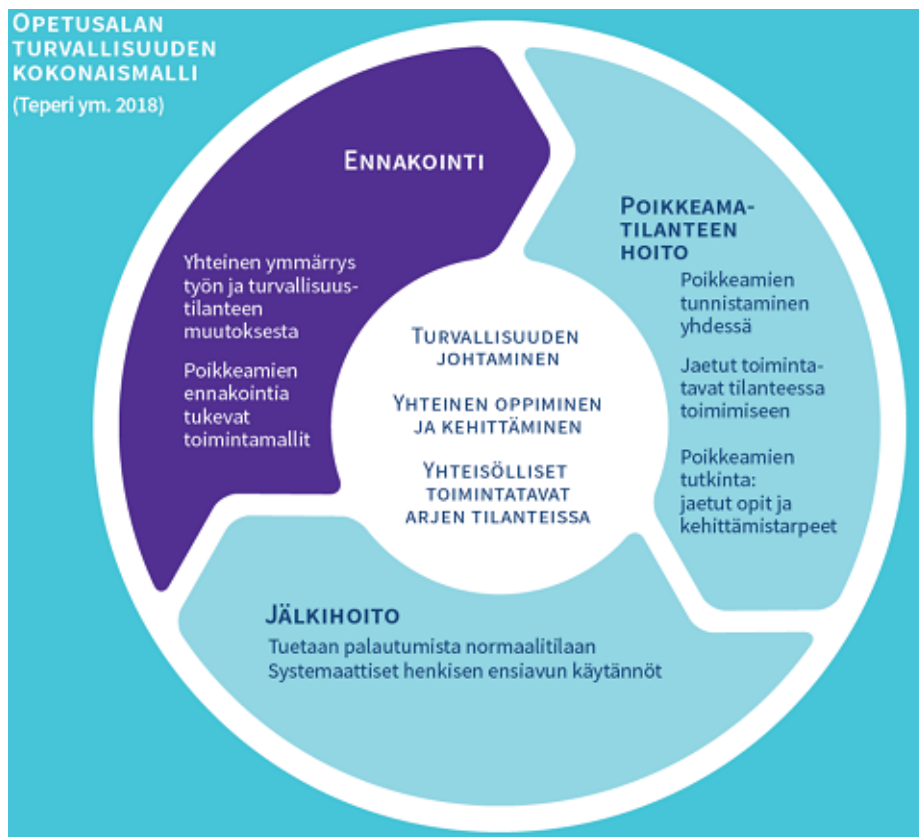 OPETUSALAN
TURVALLISUUDEN
KOKONAISMALLI
(Teperi ym. 2018)
ENNAKOINTI
Yhteinen ymmärrys
työn ja turvallisuus-
tilanteen
muutoksesta
Poikkeamien
ennakointia
tukevat
toimintamallit
POIKKEAMA-
TILANTEEN
HOITO
Poikkeamien
tunnistaminen
yhdessä
Jaetut toiminta-
tavat tilanteessa
toimimiseen
Poikkeamien
tutkinta:
jaetut opit ja
kehittämistarpeet
TURVALLISUUDEN
JOHTAMINEN
YHTEINEN OPPIMINEN
JA KEHITTÄMINEN
YHTEISÖLLISET
TOIMINTATAVAT
ARJEN TILANTEISSA
JÄLKIHOITO
Tuetaan palautumista normaalitilaan
Systemaattiset henkisen ensiavun käytännöt